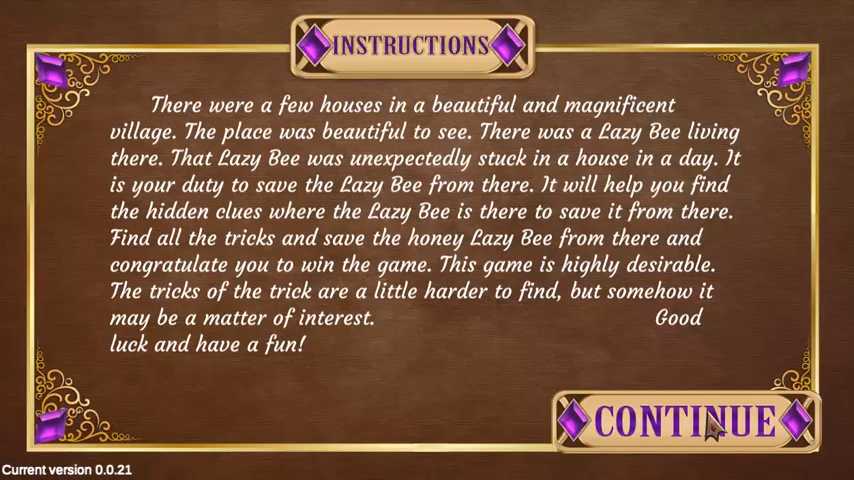 INSTRUCTIONS
There were a few houses in a beautiful and magnificent
village. The place was beautiful to see. There was a Lazy Bee living
there. That Lazy Bee was unexpectedly stuck in a house in a day. It
is your duty to save the Lazy Bee from there. It will help you find
the hidden clues where the Lazy Bee is there to save it from there.
Find all the tricks and save the honey Lazy Bee from there and
congratulate you to win the game. This game is highly desirable.
The tricks of the trick are a little harder to find, but somehow it
may be a matter of interest. Good
luck and have a fun!
CONTINUE
Current version 0.0.21